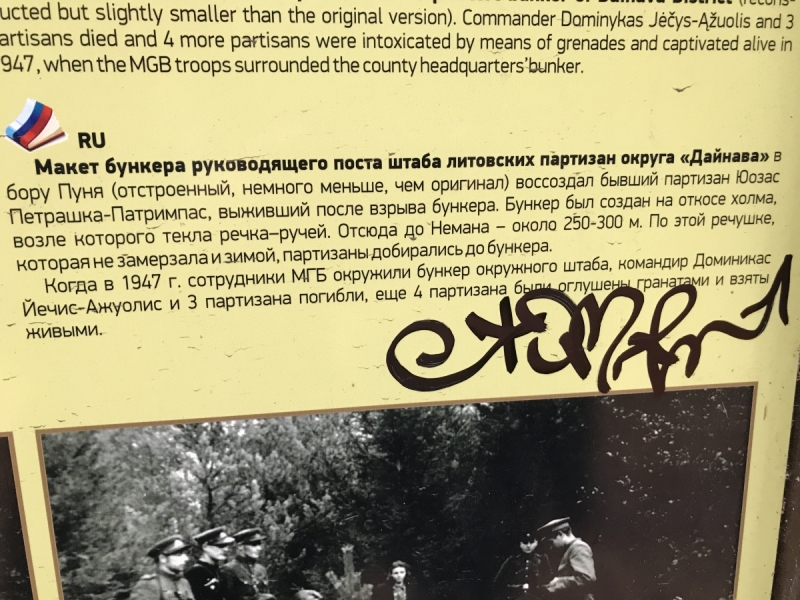 bunker of Dainava District (recons-
ucted but slightly smaller than the original version). Commander Dominykas Jėčys-Ąžuolis and 3
artisans died and 4 more partisans were intoxicated by means of grenades and captivated alive in
947, when the MGB troops surrounded the county headquarters'bunker.
RU
Макет бункера руководящего поста штаба литовских партизан округа «Дайнава» в
бору Пуня (отстроенный, немного меньше, чем оригинал) воссоздал бывший партизан Юозас
Петрашка-Патримпас, выживший после взрыва бункера. Бункер был создан на откосе холма,
возле которого текла речка–ручей. Отсюда до Немана – около 250-300 м. По этой речушке,
которая не замерзала и зимой, партизаны добирались до бункера.
Когда в 1947 г. сотрудники МГБ окружили бункер окружного штаба, командир Доминикас
Йечис-Ажуолис и 3 партизана погибли, еще 4 партизана были оглушены гранатами и взяты
живыми.